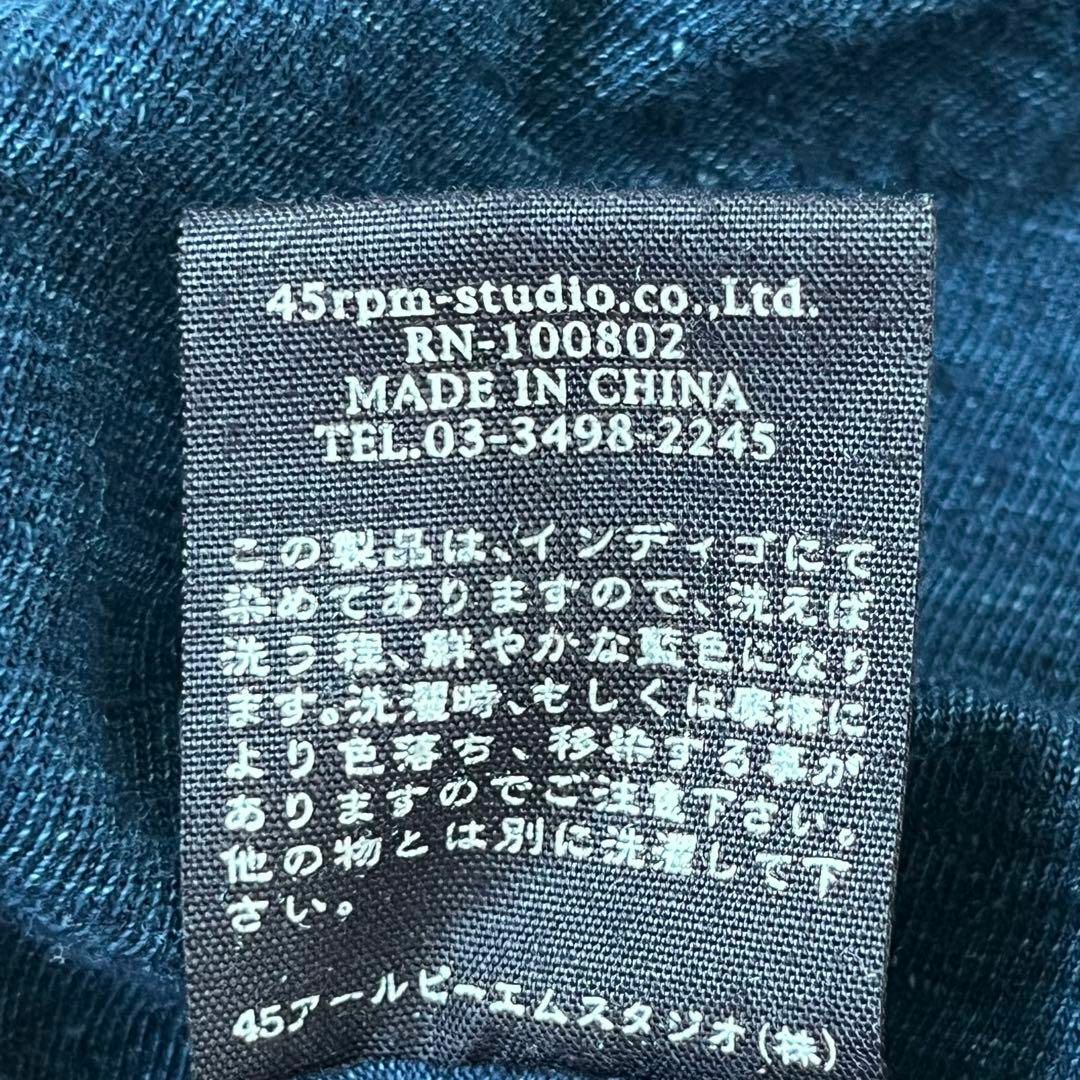 45rpm-studio.co.,Ltd.
RN-100802
MADE IN CHINA
TEL.03-3498-2245
この製品は、インディゴにて
染めてありますので、洗えば
洗う程、鮮やかな藍色になり
ます。洗濯時、もしくは摩擦に
より色落ち、移染する事が
ありますのでご注意下さい。
他の物とは別に洗濯して下
さい。
45アールピーエムスタジオ(株)